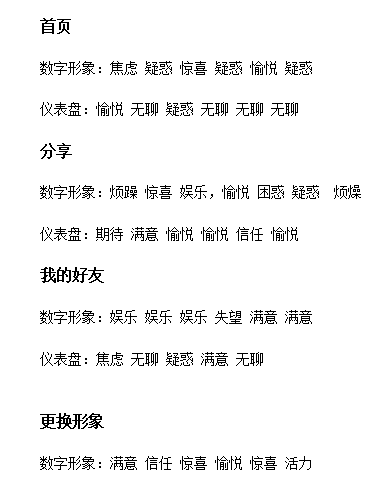 首页
数字形象：焦虑 疑惑 惊喜 疑惑 愉悦 疑惑
仪表盘：愉悦 无聊 疑惑 无聊 无聊 无聊
分享
数字形象：烦躁 惊喜 娱乐，愉悦 困惑 疑惑 烦燥
仪表盘：期待 满意 愉悦 愉悦 信任 愉悦
我的好友
数字形象：娱乐 娱乐 娱乐 失望 满意 满意
仪表盘：焦虑 无聊 疑惑 满意 无聊
更换形象
数字形象：满意 信任 惊喜 愉悦 惊喜 活力